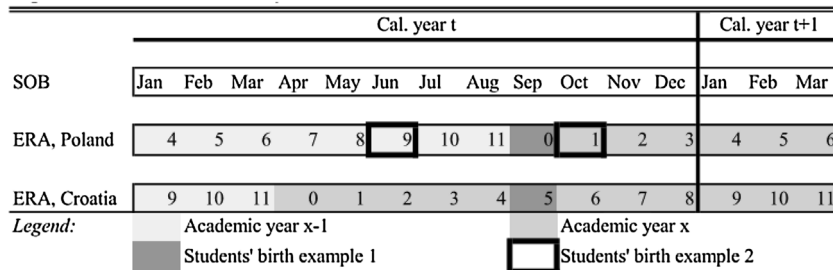 Cal. year t Cal. year t+1
SOB Jan Feb Mar Apr May Jun Jul Aug Sep Oct Nov Dec Jan Feb Mar
ERA, Poland 4 5 6 7 8 9 10 11 0 1 2 3 4 5 6
ERA, Croatia 9 10 11 0 1 2 3 4 5 6 7 8 9 10 11
Legend: Academic year x-1 Academic year x
Students' birth example 1 Students' birth example 2